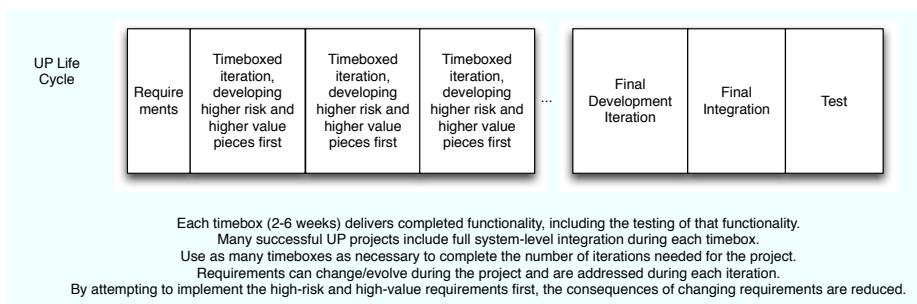 UP Life
Cycle
Require
ments
Timeboxed
iteration,
developing
higher risk and
higher value
pieces first
Timeboxed
iteration,
developing
higher risk and
higher value
pieces first
Timeboxed
iteration,
developing
higher risk and
higher value
pieces first
...
Final
Development
Iteration
Final
Integration
Test
Each timebox (2-6 weeks) delivers completed functionality, including the testing of that functionality.
Many successful UP projects include full system-level integration during each timebox.
Use as many timeboxes as necessary to complete the number of iterations needed for the project.
Requirements can change/evolve during the project and are addressed during each iteration.
By attempting to implement the high-risk and high-value requirements first, the consequences of changing requirements are reduced.